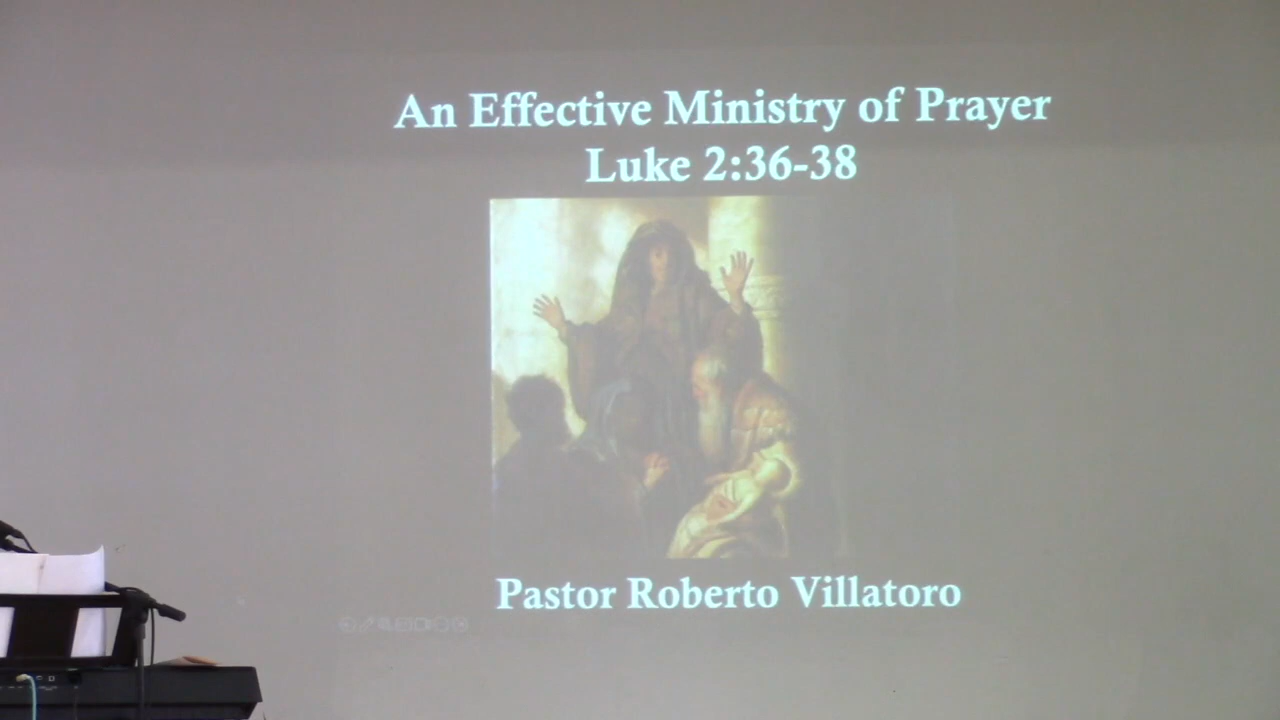 An Effective Ministry of Prayer
Luke 2:36-38
Pastor Roberto Villatoro